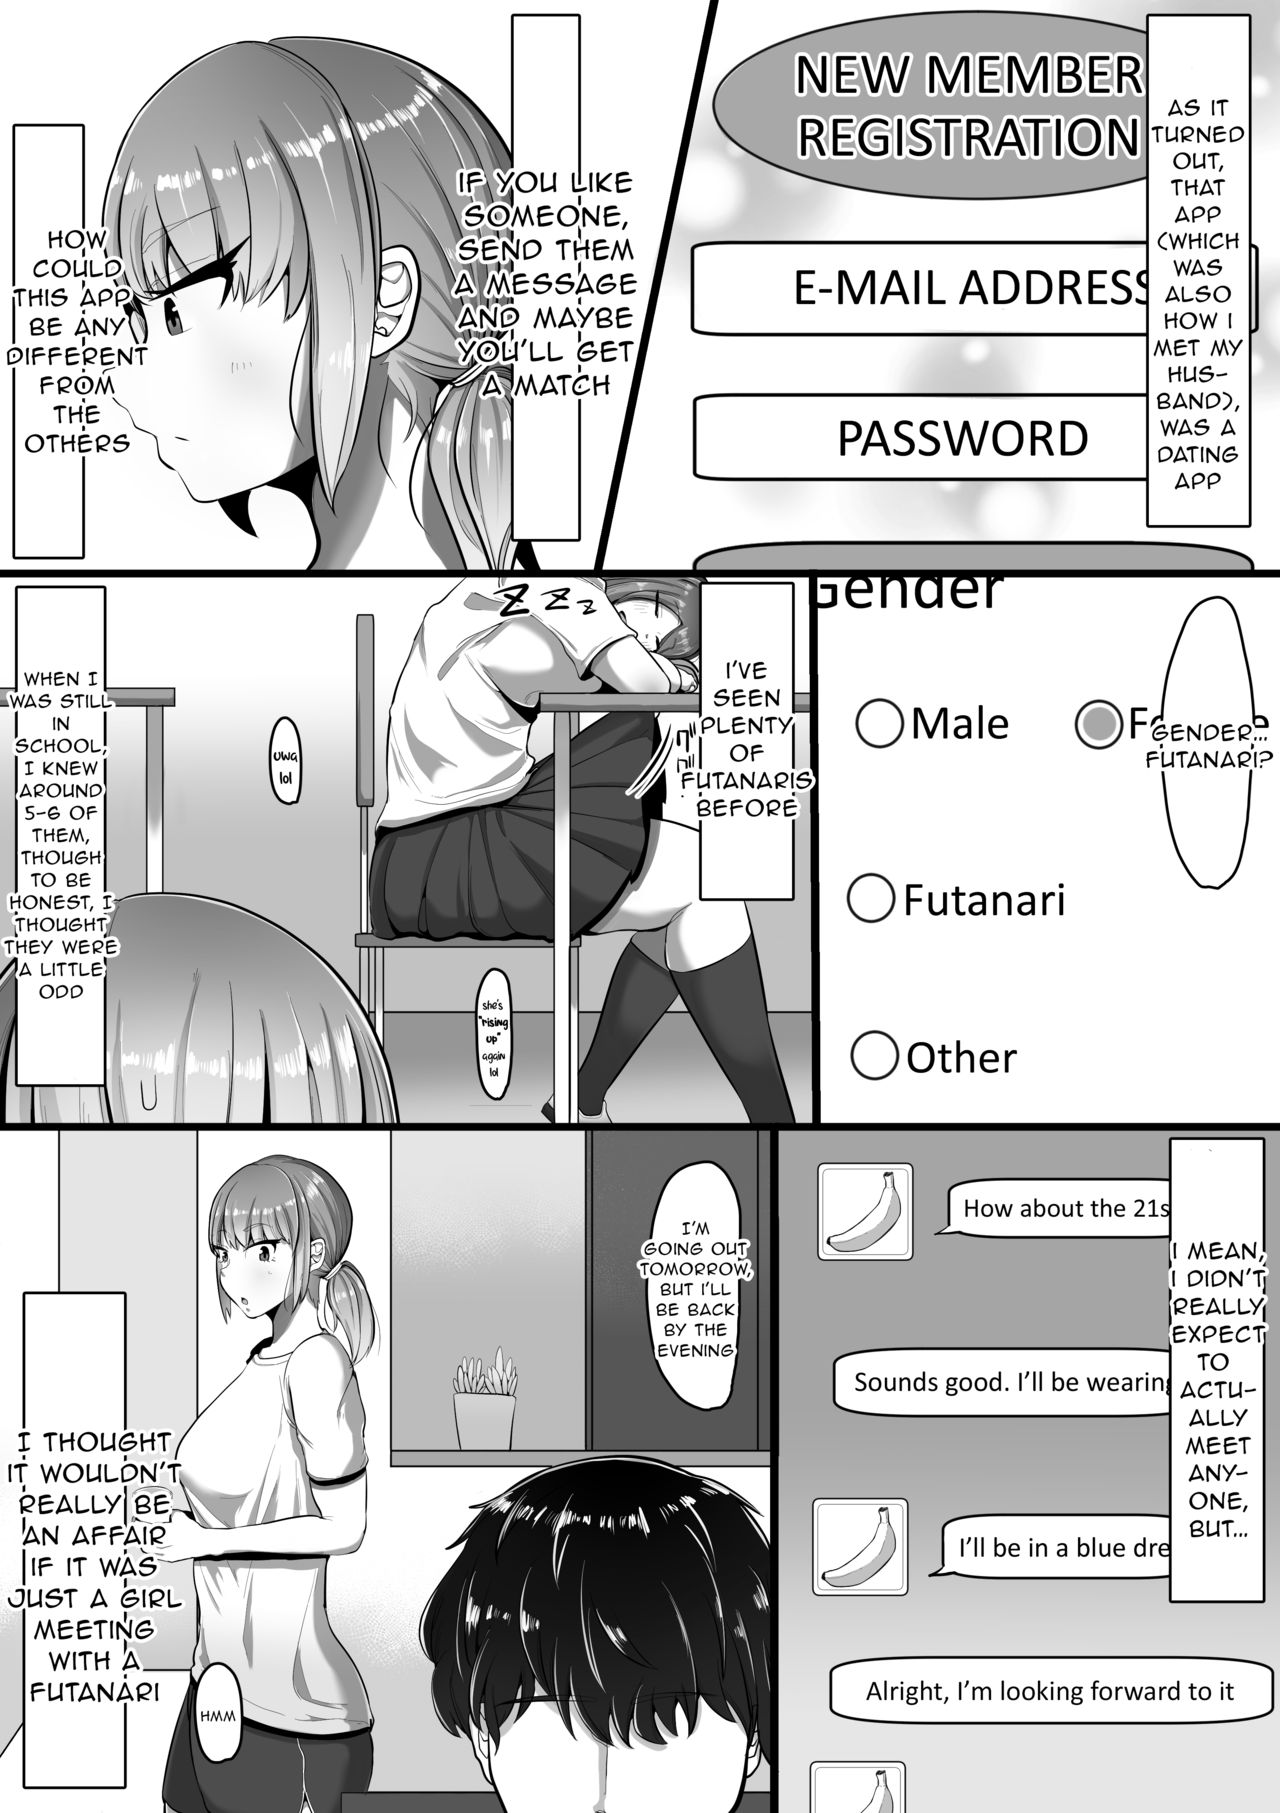 NEW MEMBER
REGISTRATION
E-MAIL ADDRESS
PASSWORD
AS IT
TURNED
OUT,
THAT
APP
(WHICH
WAS
ALSO
HOW I
MET MY
HUS-
BAND),
WAS A
DATING
APP
IF YOU LIKE
SOMEONE,
SEND THEM
A MESSAGE
AND MAYBE
YOU'LL GET
A MATCH
HOW
COULD
THIS APP
BE ANY
DIFFERENT
FROM
THE
OTHERS
Gender
Male
Futanari
Other
GENDER...
FUTANARI?
I'VE
SEEN
PLENTY
OF
FUTANARIS
BEFORE
Z Z Z
UWA
lol
she's
"rising
up"
again
lol
WHEN I
WAS STILL
IN
SCHOOL,
I KNEW
AROUND
5-6 OF
THEM,
THOUGH
TO BE
HONEST, I
THOUGHT
THEY WERE
A LITTLE
ODD
How about the 21s
Sounds good. I'll be wearing
I'll be in a blue dre
Alright, I'm looking forward to it
I MEAN,
I DIDN'T
REALLY
EXPECT
TO
ACTU-
ALLY
MEET
ANY-
ONE,
BUT...
I'M
GOING OUT
TOMORROW,
BUT I'LL
BE BACK
BY THE
EVENING
HMM
I THOUGHT
IT WOULDN'T
REALLY BE
AN AFFAIR
IF IT WAS
JUST A GIRL
MEETING
WITH A
FUTANARI